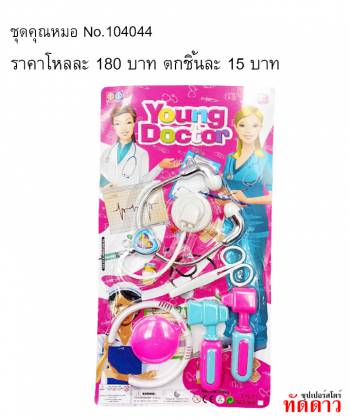 ชุดคุณหมอ No.104044
ราคาโหลละ 180 บาท ตกชิ้นละ 15 บาท
Young
Doctor
ซุปเปอร์สโตร์
ทัดดาว